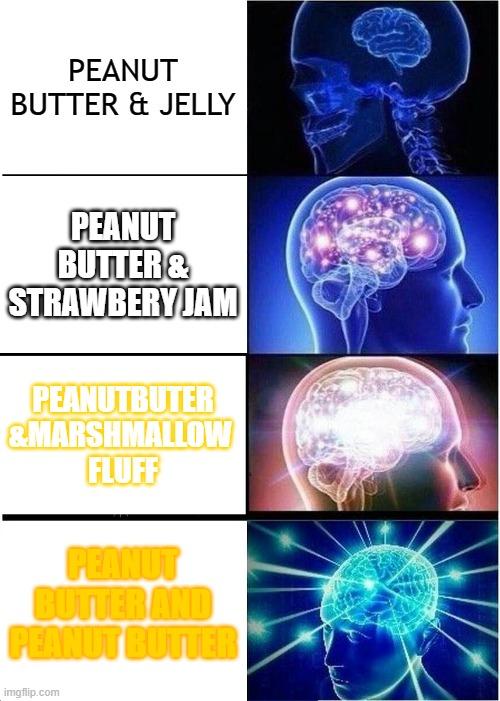 PEANUT
BUTTER & JELLY
PEANUT
BUTTER &
STRAWBERY JAM
PEANUTBUTER
&MARSHMALLOW
FLUFF
PEANUT
BUTTER AND
PEANUT BUTTER
imgflip.com